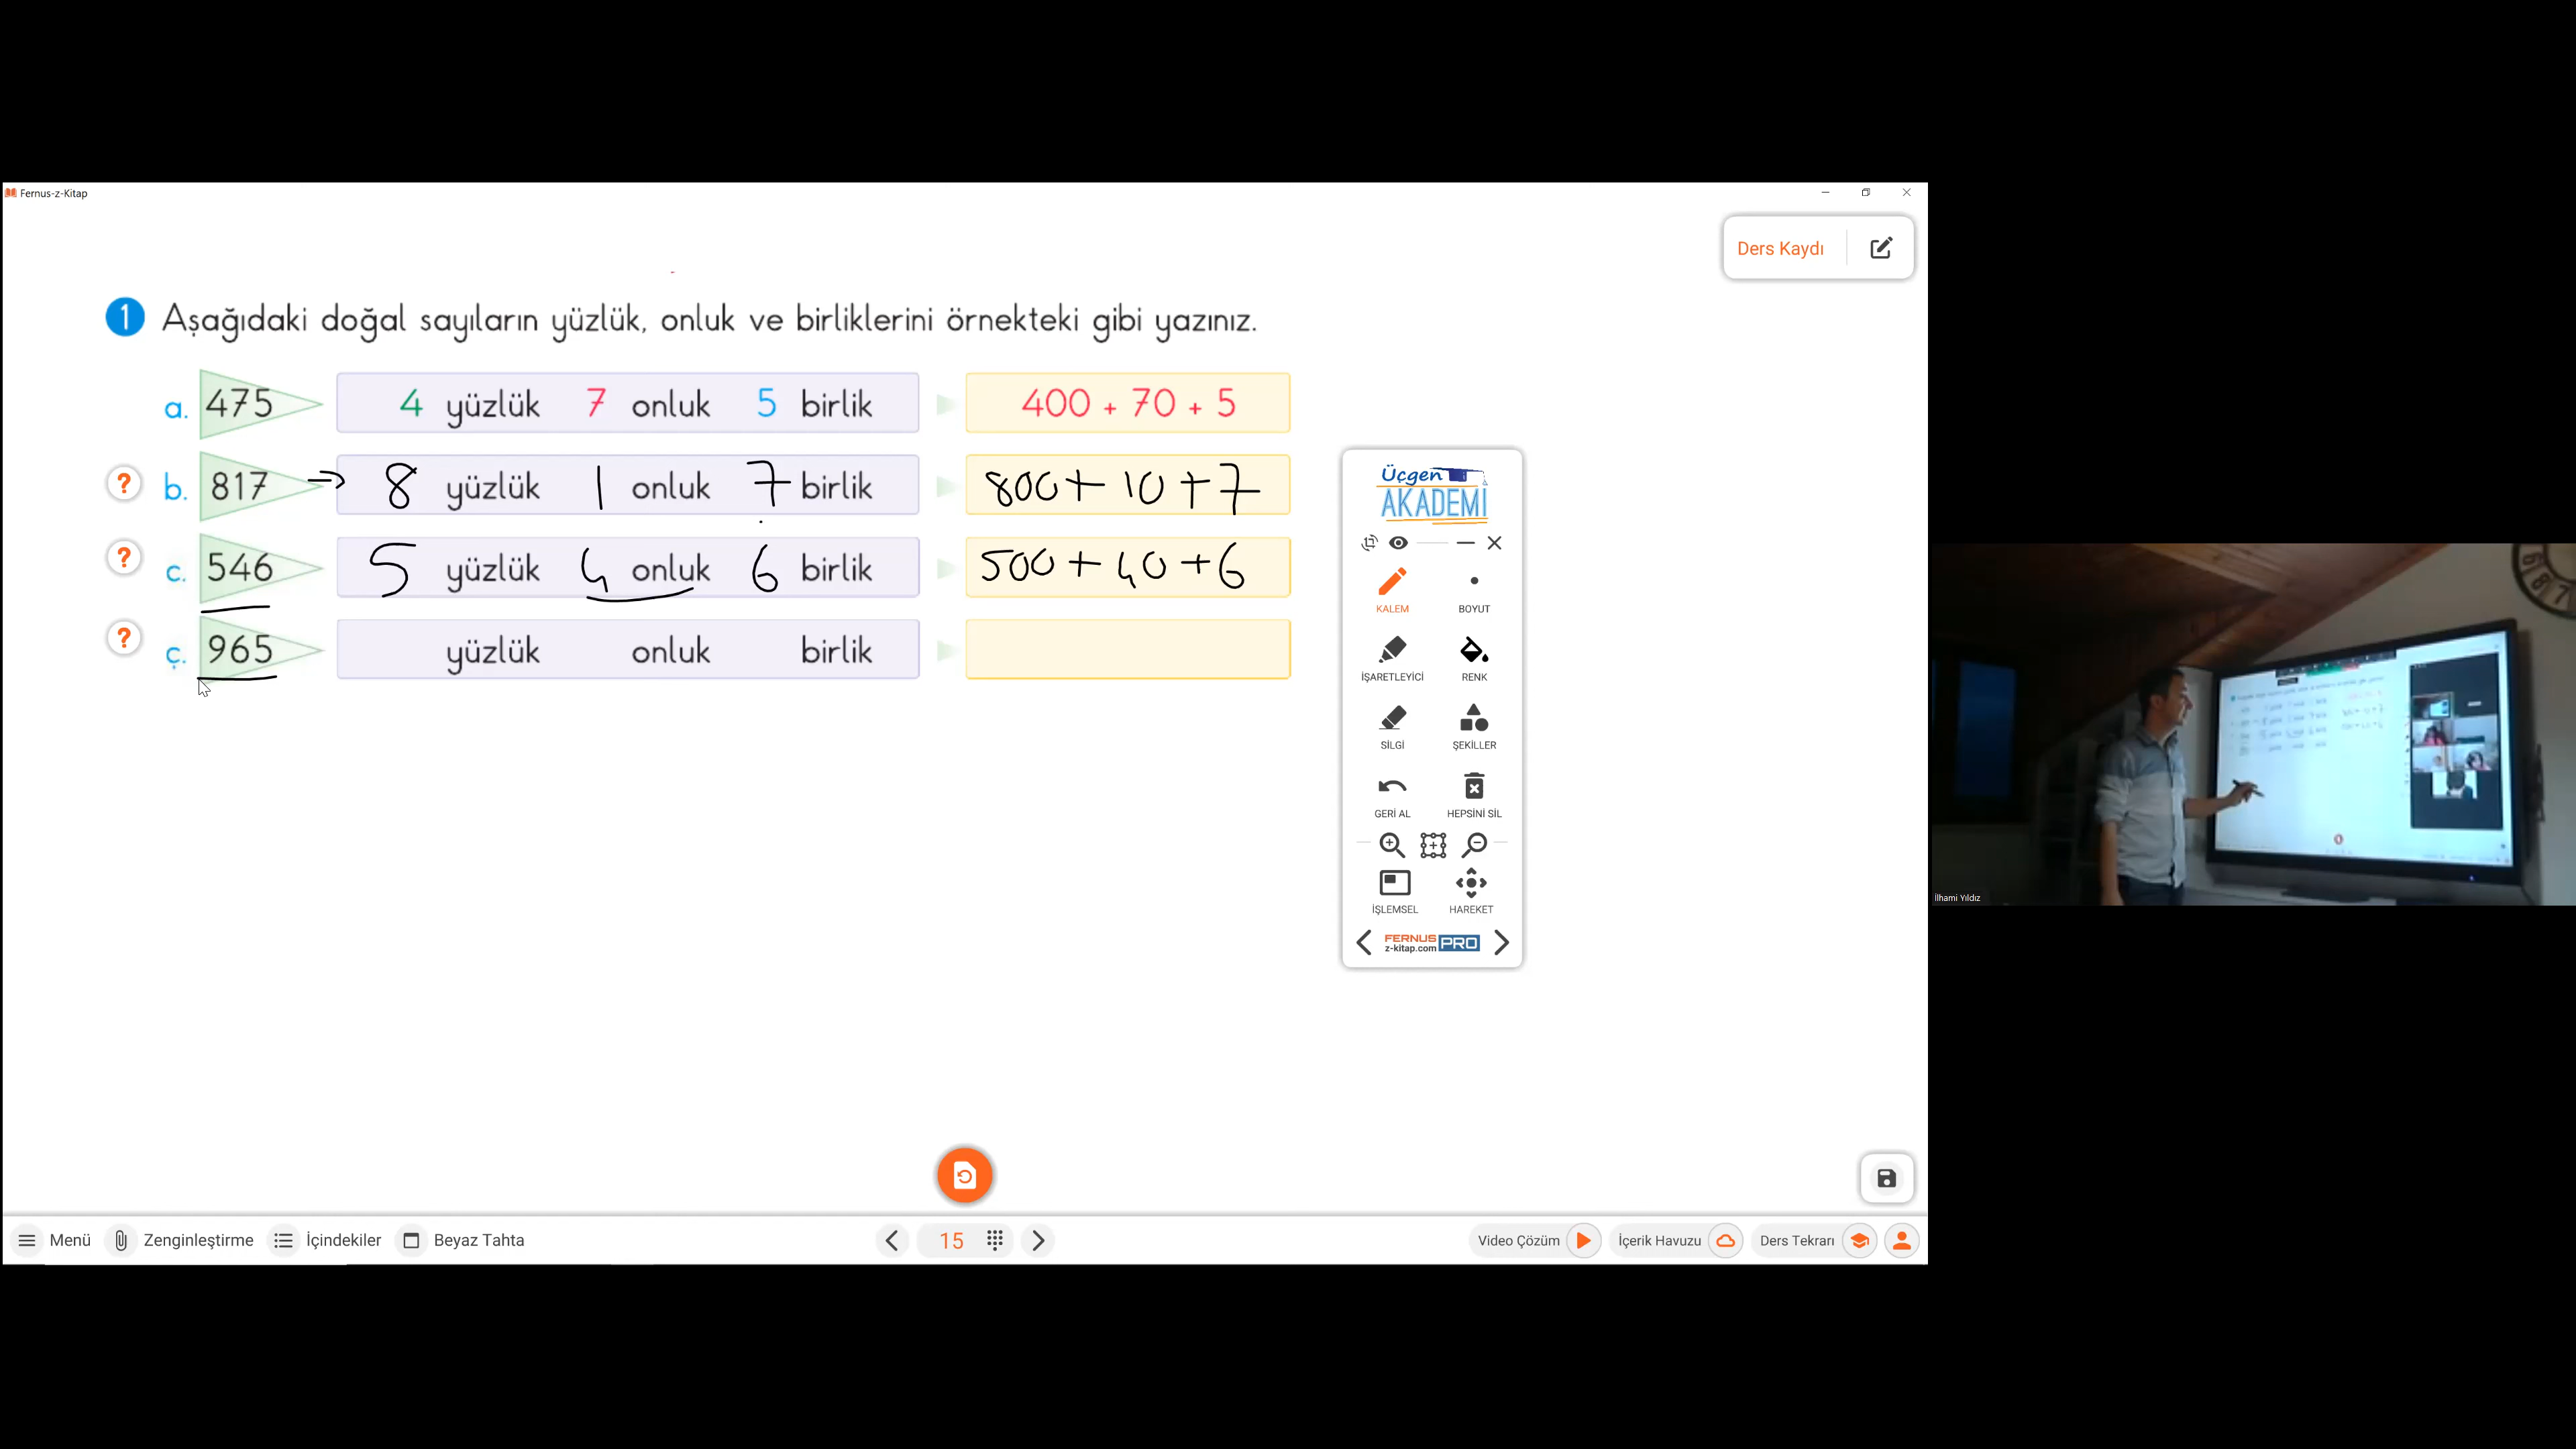 Fernus-z-Kitap
Ders Kaydı
1 Aşağıdaki doğal sayıların yüzlük, onluk ve birliklerini örnekteki gibi yazınız.
a. 475 4 yüzlük 7 onluk 5 birlik 400 + 70 + 5
? b. 817 → 8 yüzlük 1 onluk 7 birlik 800 + 10 + 7
? c. 546 5 yüzlük 4 onluk 6 birlik 500 + 40 + 6
? ç. 965 yüzlük onluk birlik
Üçgen
AKADEMİ
KALEM BOYUT
İŞARETLEYİCİ RENK
SİLGİ ŞEKİLLER
GERİ AL HEPSİNİ SİL
İŞLEMSEL HAREKET
FERNUS
z-kitap.com PRO
İlhami Yıldız
Menü Zenginleştirme İçindekiler Beyaz Tahta 15 Video Çözüm İçerik Havuzu Ders Tekrarı